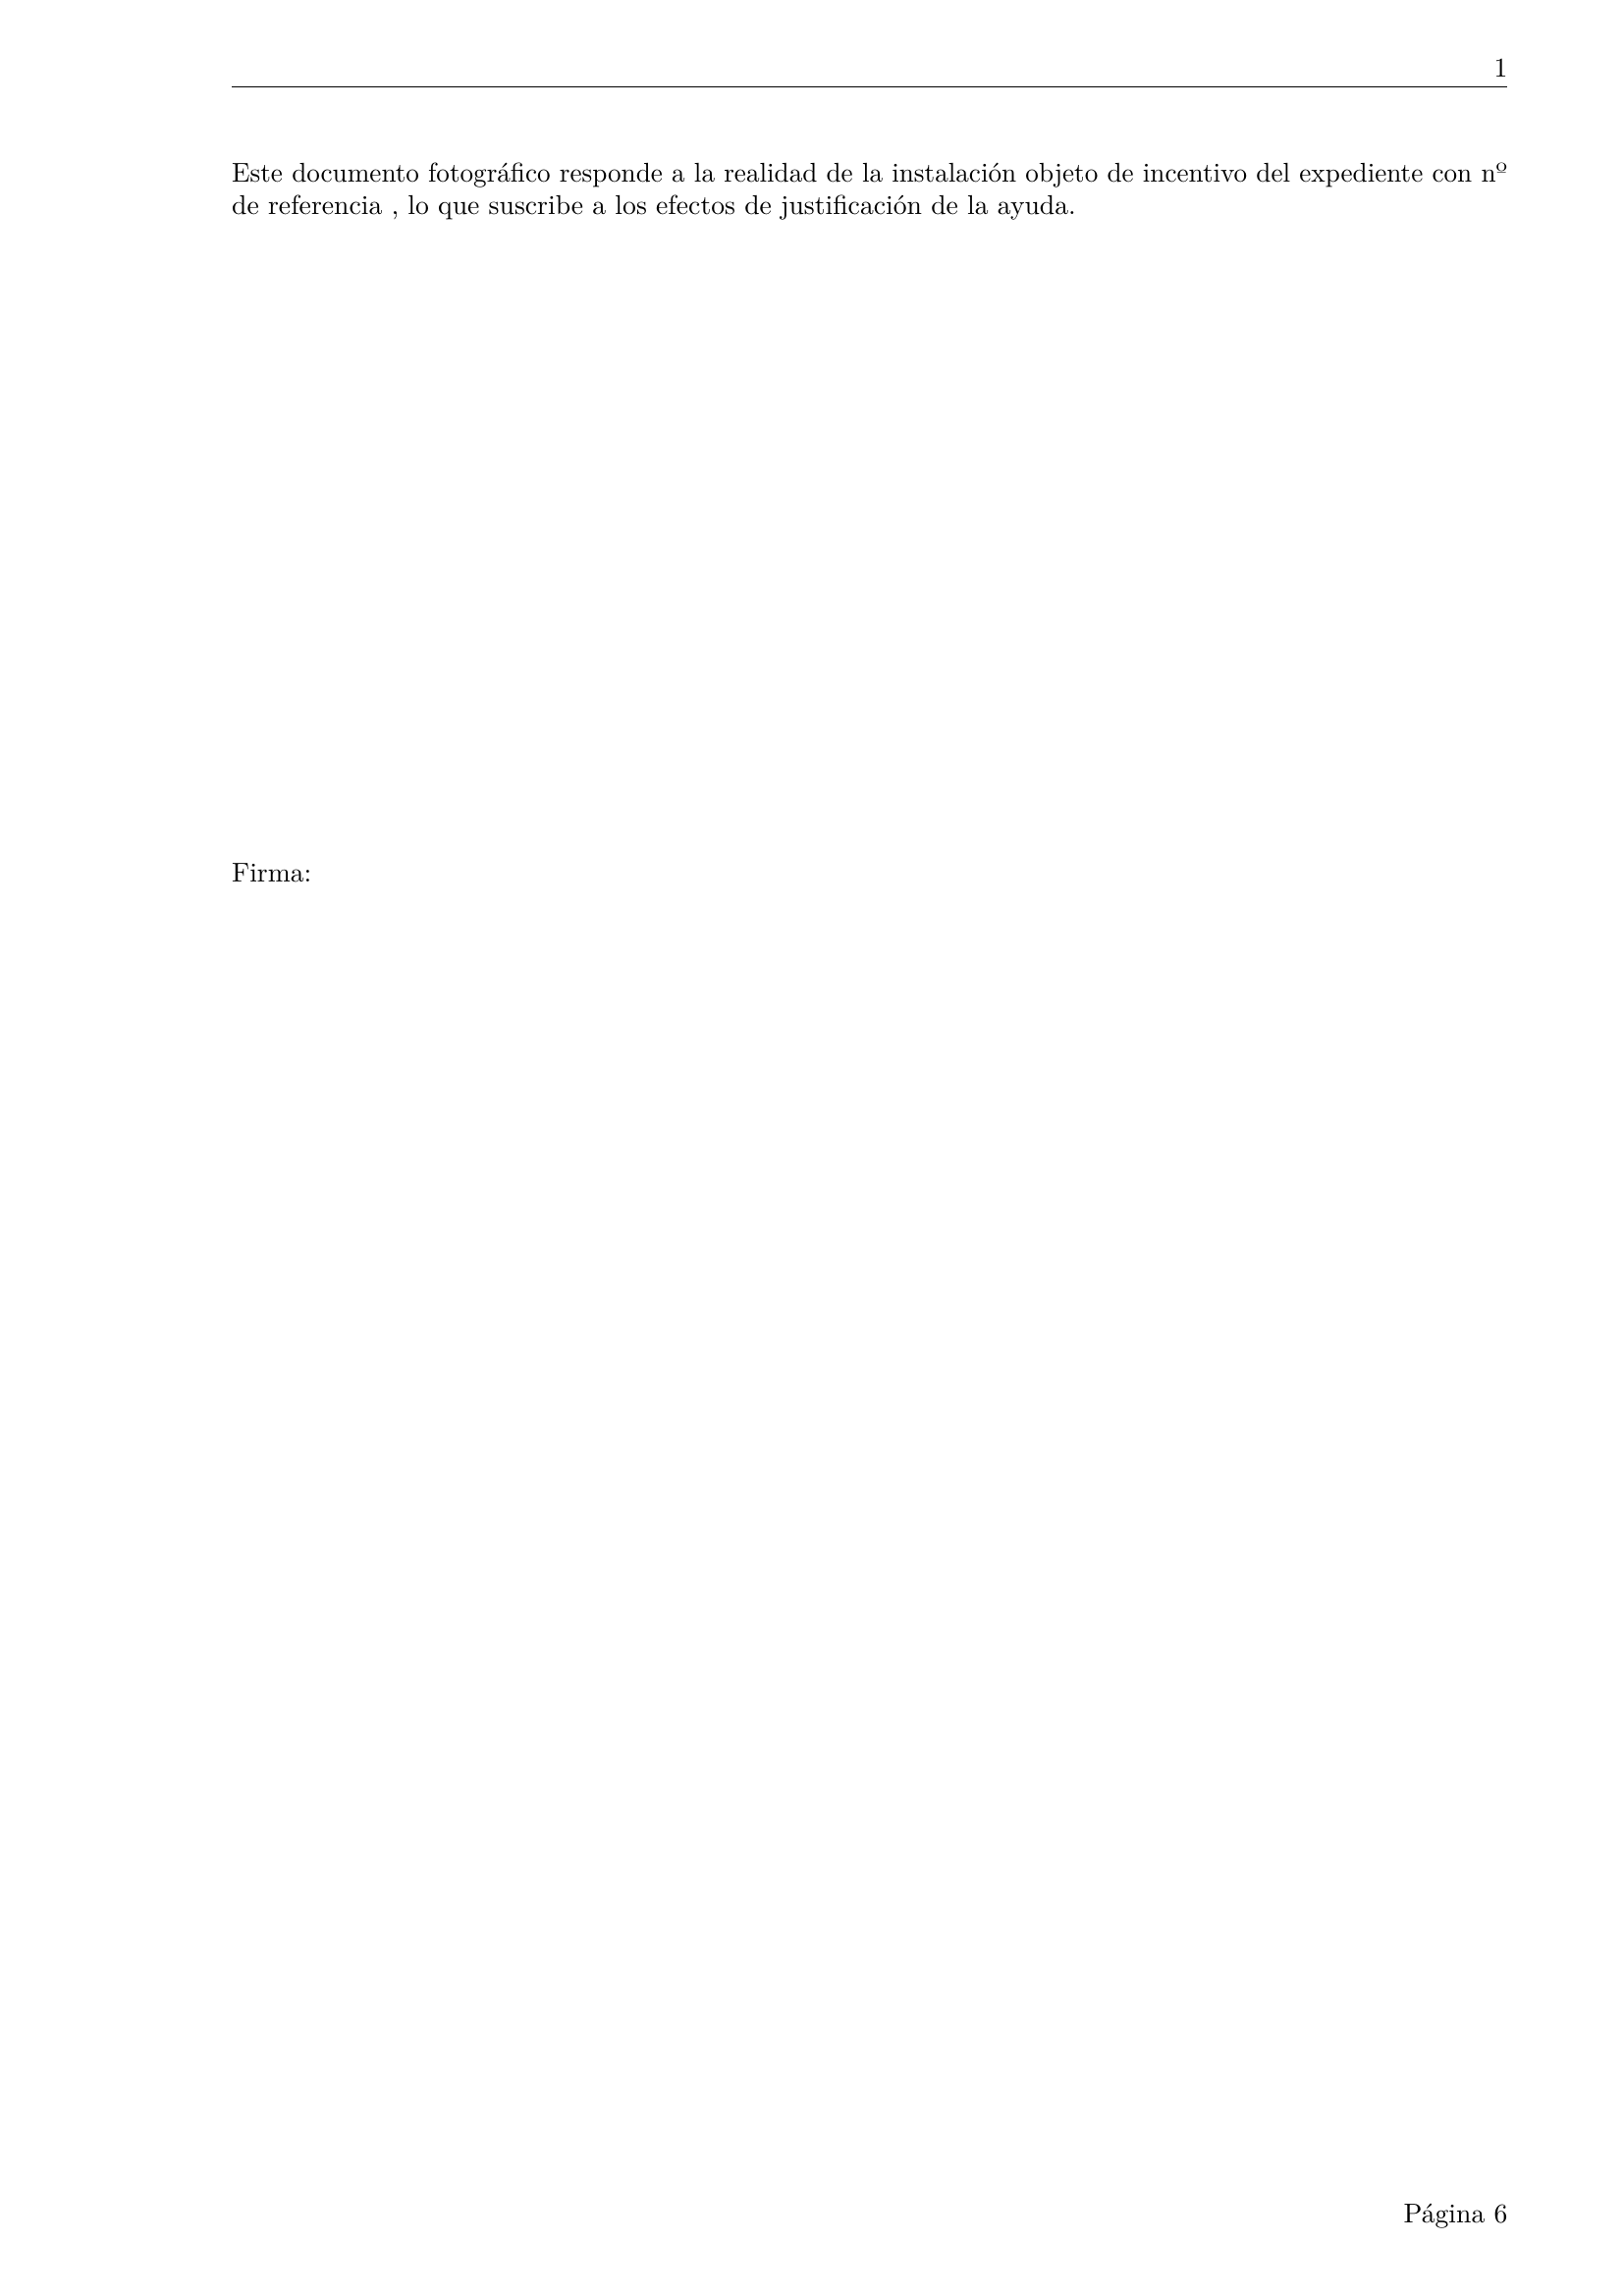 1
Este documento fotográfico responde a la realidad de la instalación objeto de incentivo del expediente con nº
de referencia , lo que suscribe a los efectos de justificación de la ayuda.
Firma:
Página 6